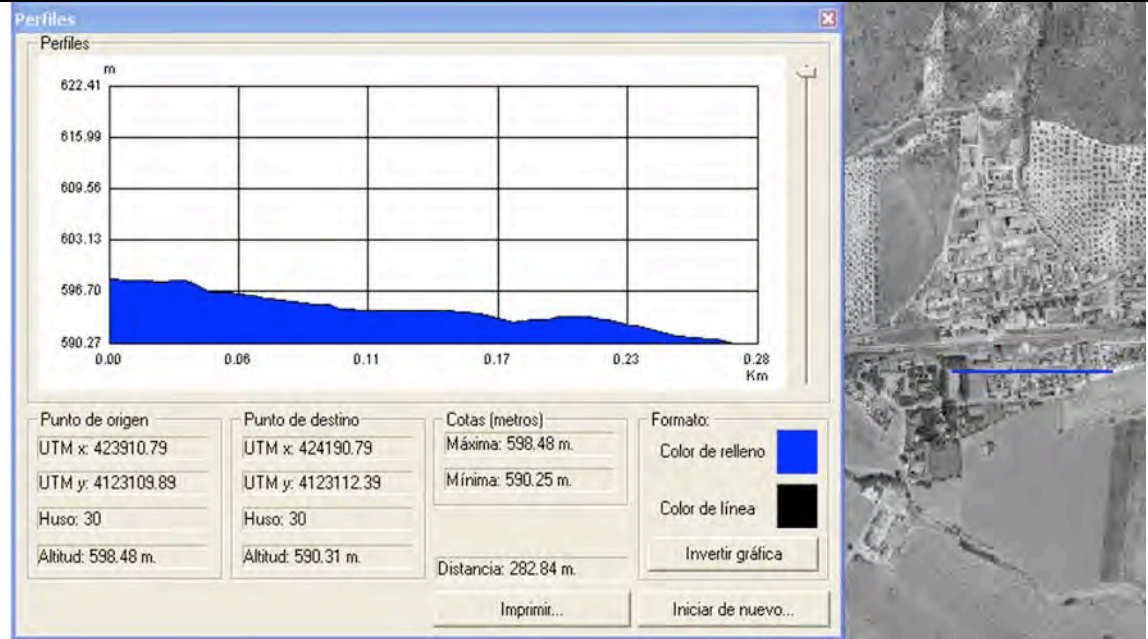 Perfiles
Perfiles
m
622.41
615.99
609.56
603.13
596.70
590.27
0.00 0.06 0.11 0.17 0.23 0.28
Km
Punto de origen
UTM x: 423910.79
UTM y: 4123109.89
Huso: 30
Altitud: 598.48 m.
Punto de destino
UTM x: 424190.79
UTM y: 4123112.39
Huso: 30
Altitud: 590.31 m.
Cotas (metros)
Máxima: 598.48 m.
Mínima: 590.25 m.
Distancia: 282.84 m.
Formato:
Color de relleno
Color de línea
Invertir gráfica
Imprimir...
Iniciar de nuevo...